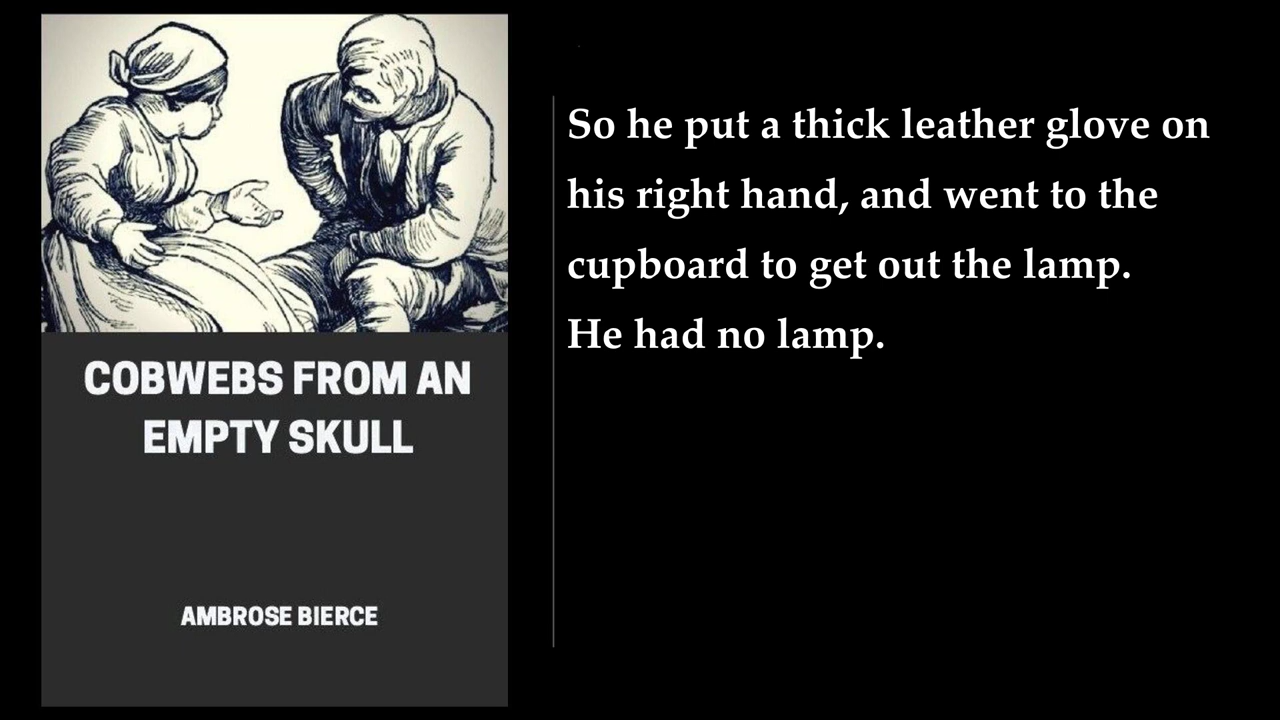 COBWEBS FROM AN
EMPTY SKULL
AMBROSE BIERCE
So he put a thick leather glove on
his right hand, and went to the
cupboard to get out the lamp.
He had no lamp.